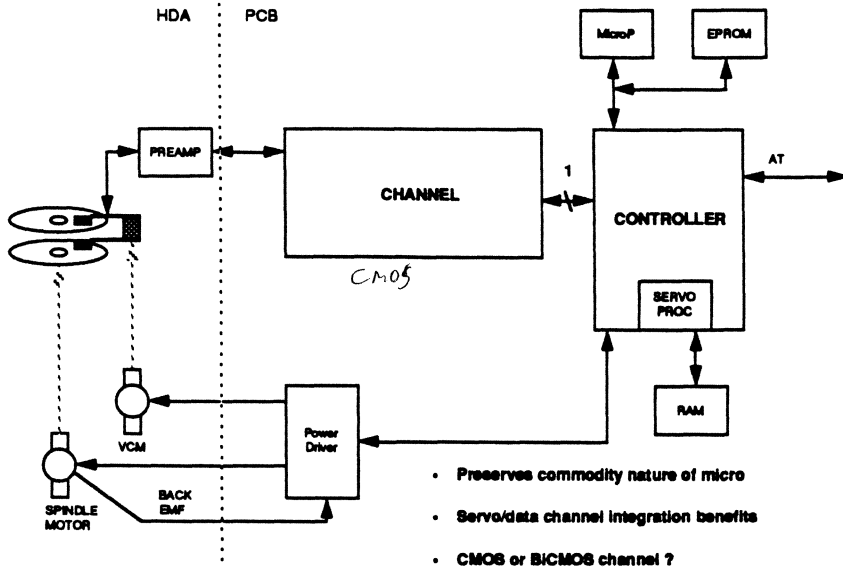 HDA
PCB
MicroP
EPROM
PREAMP
CHANNEL
1
AT
CONTROLLER
CMOS
SERVO
PROC
RAM
Power
Driver
VCM
BACK
EMF
SPINDLE
MOTOR
• Preserves commodity nature of micro
• Servo/data channel integration benefits
• CMOS or BiCMOS channel ?